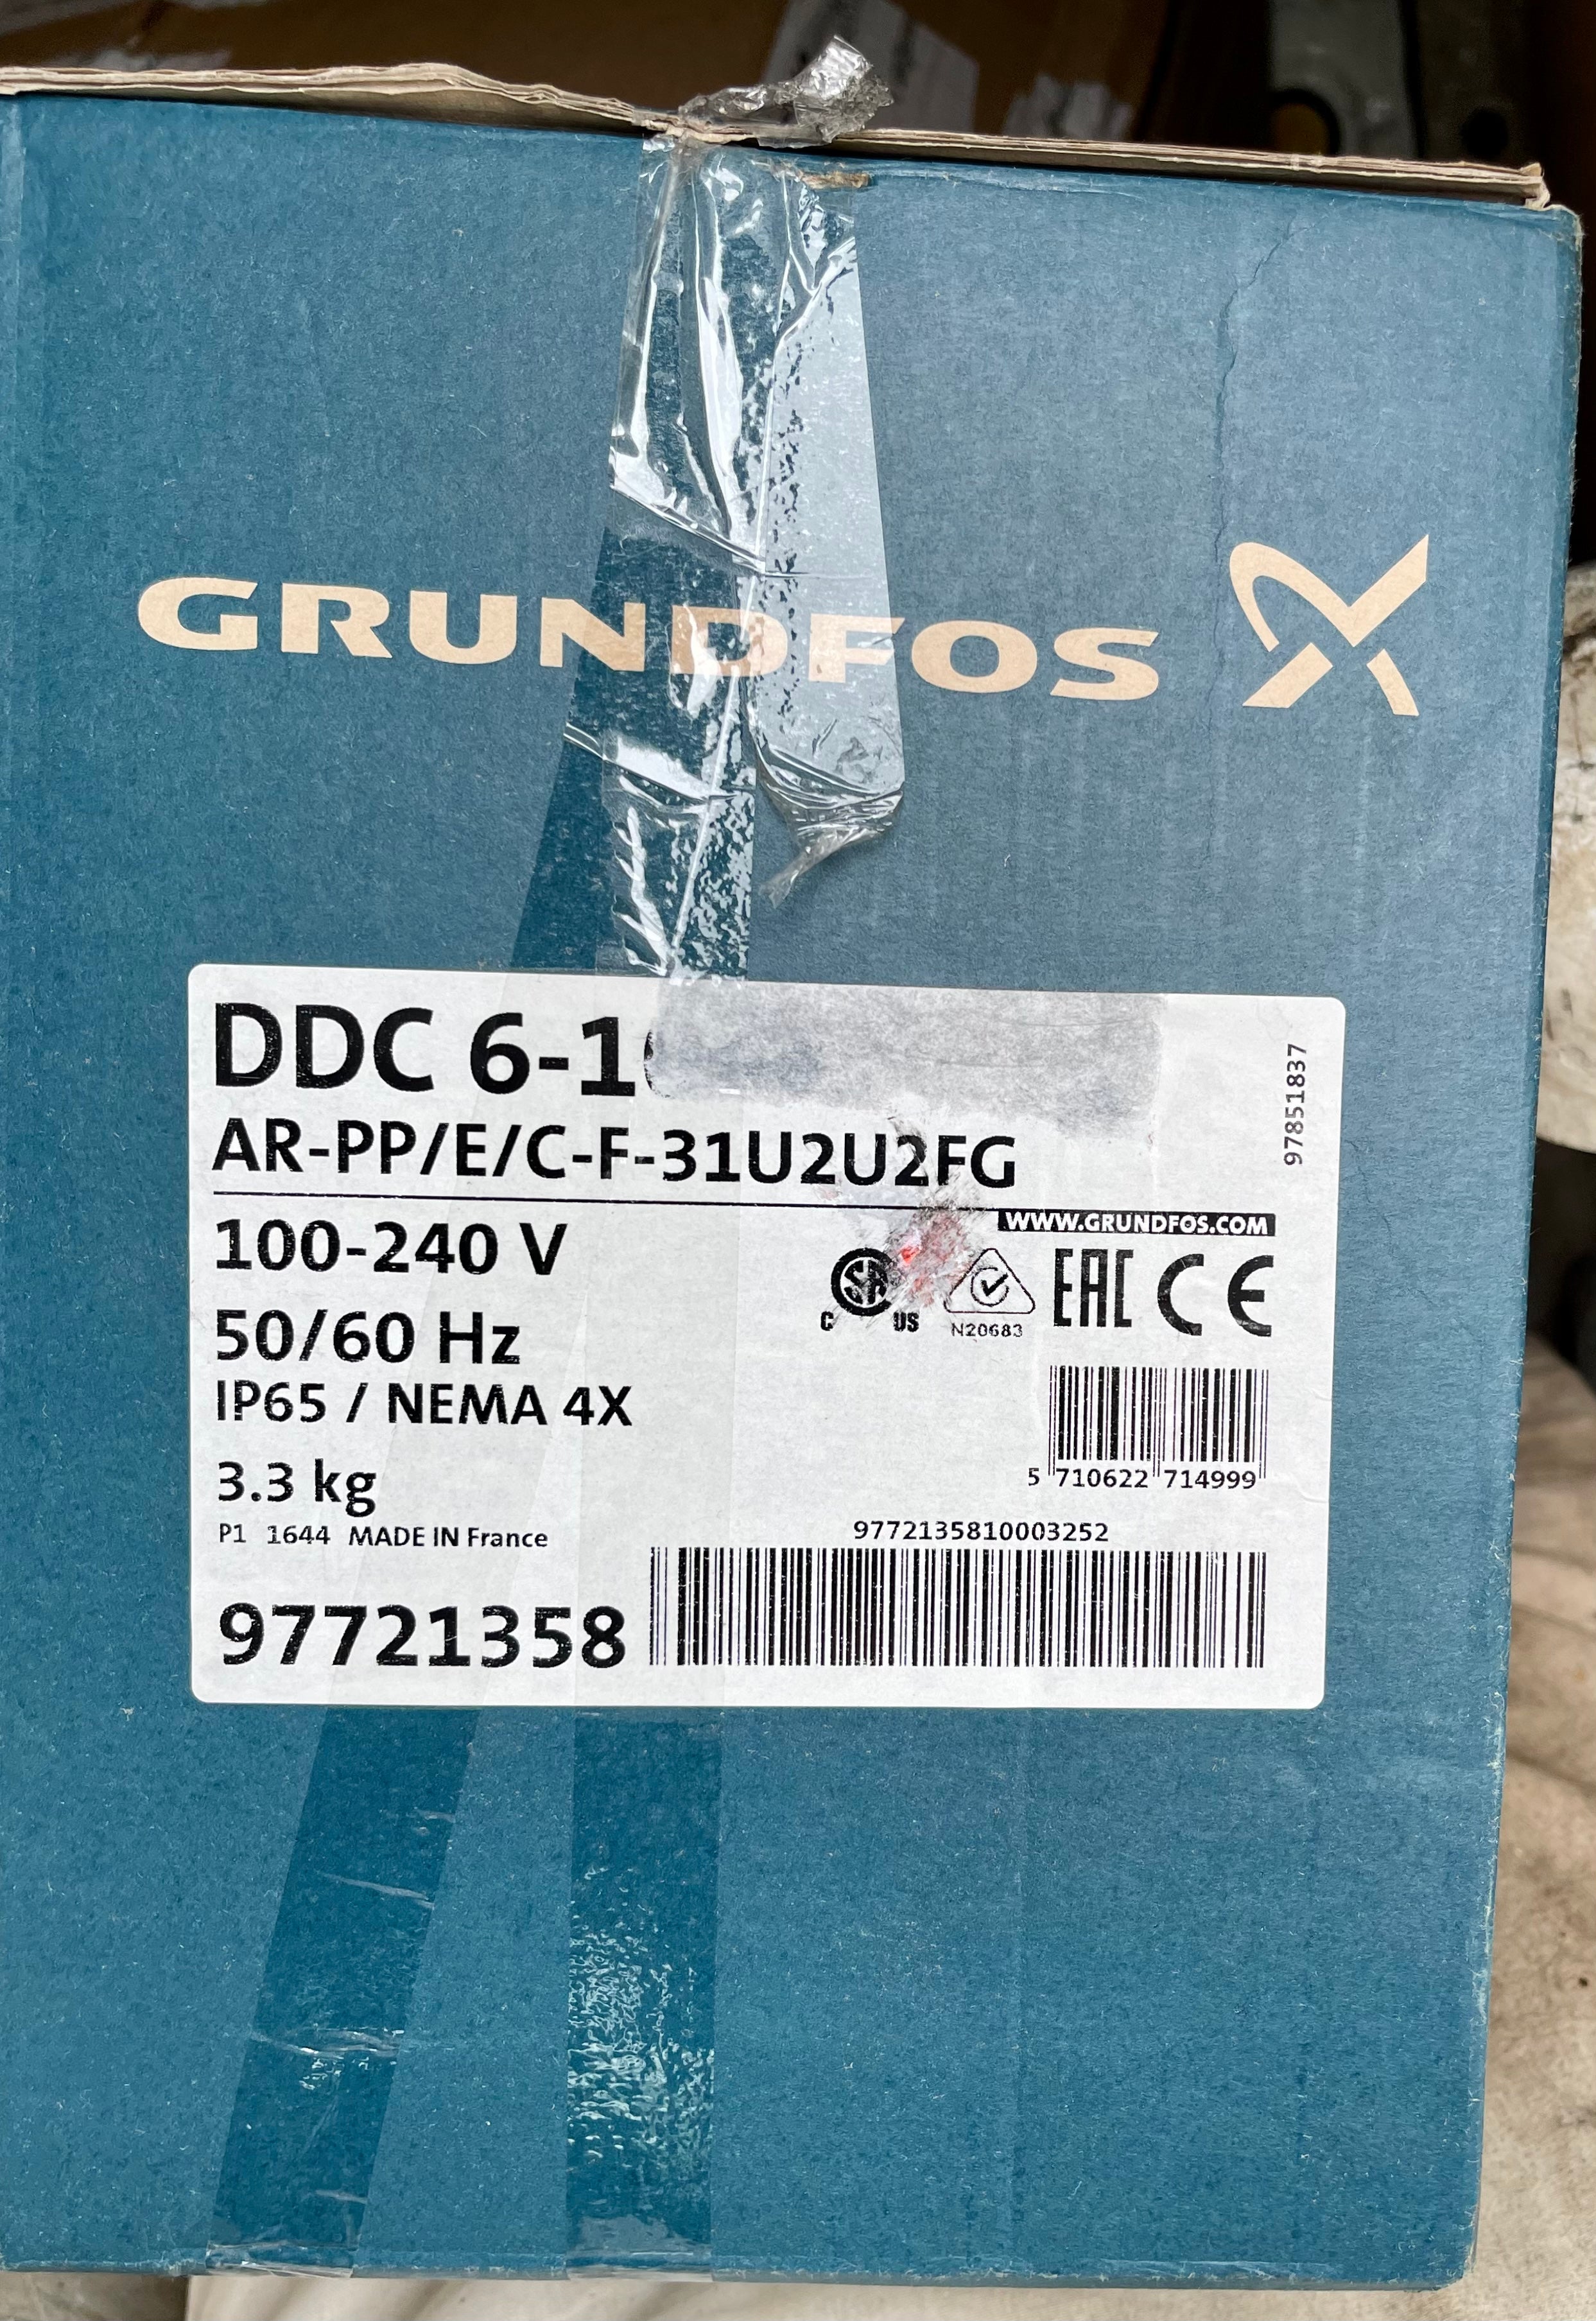 GRUNDFOS
DDC 6-1
AR-PP/E/C-F-31U2U2FG
97851837
WWW.GRUNDFOS.COM
100-240 V
50/60 Hz
C US
N20683
EAC CE
IP65 / NEMA 4X
3.3 kg
5 710622 714999
P1 1644 MADE IN France
9772135810003252
97721358